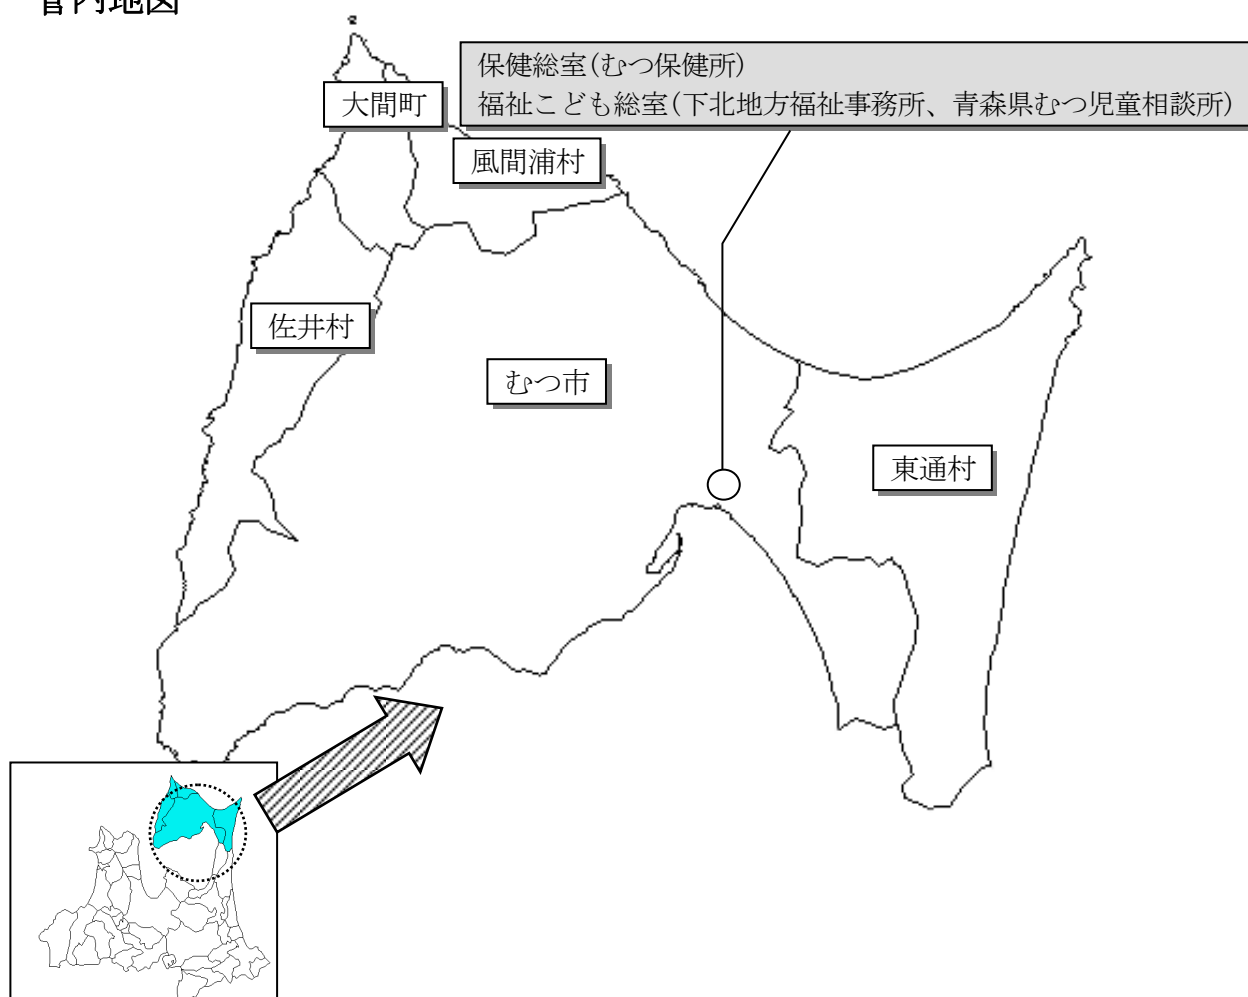 管内地図
保健総室(むつ保健所)
福祉こども総室(下北地方福祉事務所、青森県むつ児童相談所)
大間町
風間浦村
佐井村
むつ市
東通村